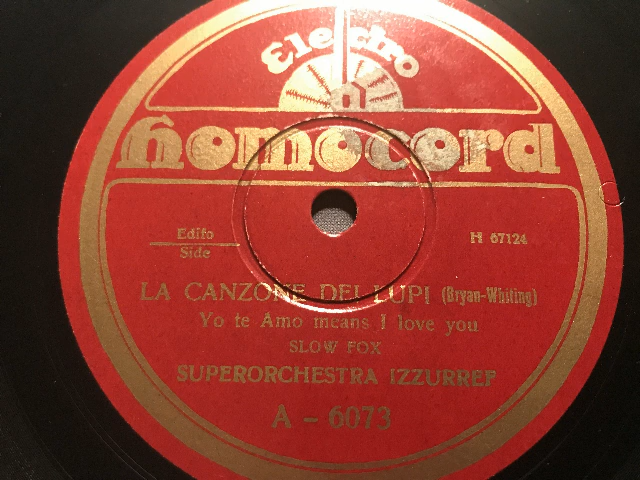 Electro
homocord
Edifo
Side
H 67124
LA CANZONE DEI LUPI (Bryan-Whiting)
Yo te Amo means I love you
SLOW FOX
SUPERORCHESTRA IZZURREF
A - 6073